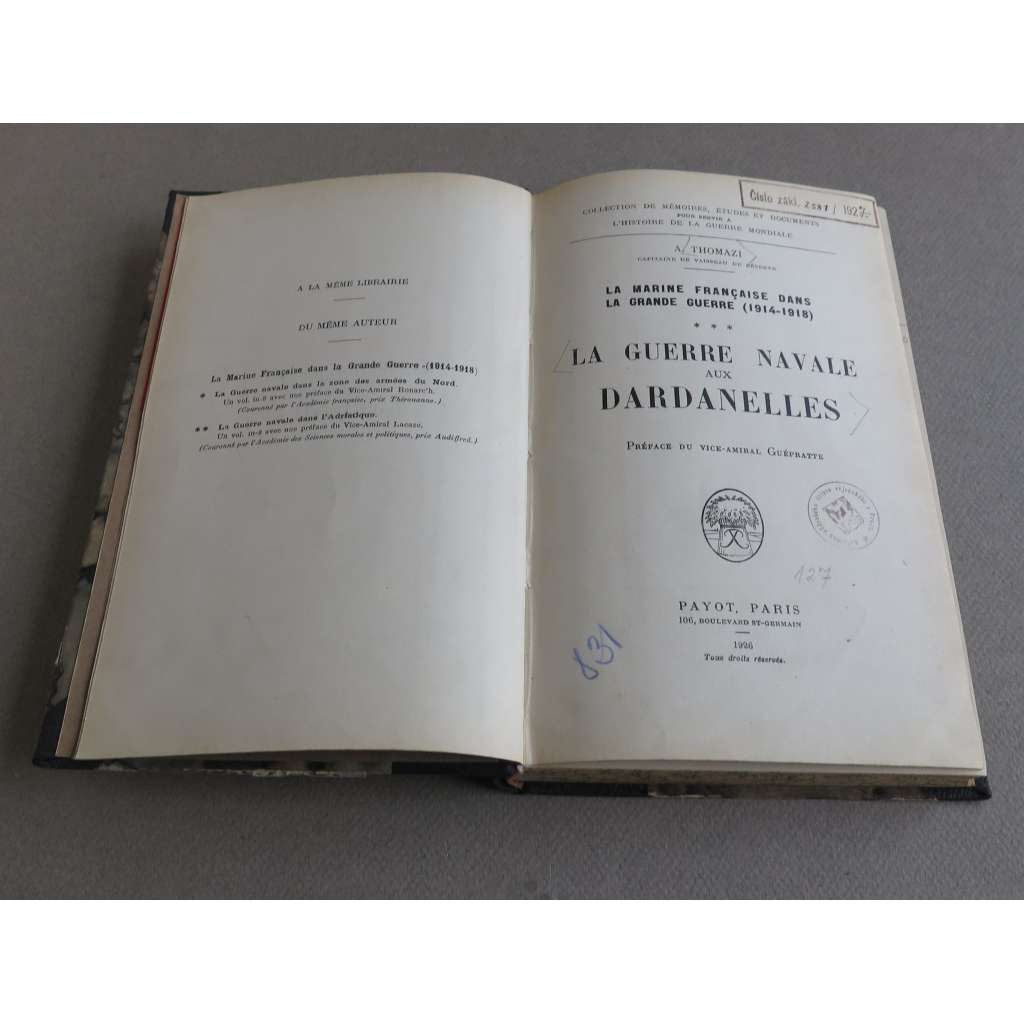 A LA MÊME LIBRAIRIE
DU MÊME AUTEUR
La Marine Française dans la Grande Guerre (1914-1918)
* La Guerre navale dans la zone des armées du Nord.
Un vol. in-8 avec une préface du Vice-Amiral Ronarc'h.
(Couronné par l'Académie française, prix Thérouanne.)
** La Guerre navale dans l'Adriatique.
Un vol. in-8 avec une préface du Vice-Amiral Lacaze.
(Couronné par l'Académie des Sciences morales et politiques, prix Audiffred.)
Číslo zákl. 2581 / 1927
COLLECTION DE MÉMOIRES, ÉTUDES ET DOCUMENTS
POUR SERVIR A
L'HISTOIRE DE LA GUERRE MONDIALE
A. THOMAZI
CAPITAINE DE VAISSEAU DE RÉSERVE
LA MARINE FRANÇAISE DANS
LA GRANDE GUERRE (1914-1918)
* * *
LA GUERRE NAVALE
AUX
DARDANELLES
PRÉFACE DU VICE-AMIRAL GUÉPRATTE
127
PAYOT, PARIS
106, BOULEVARD ST-GERMAIN
1926
Tous droits réservés.
831